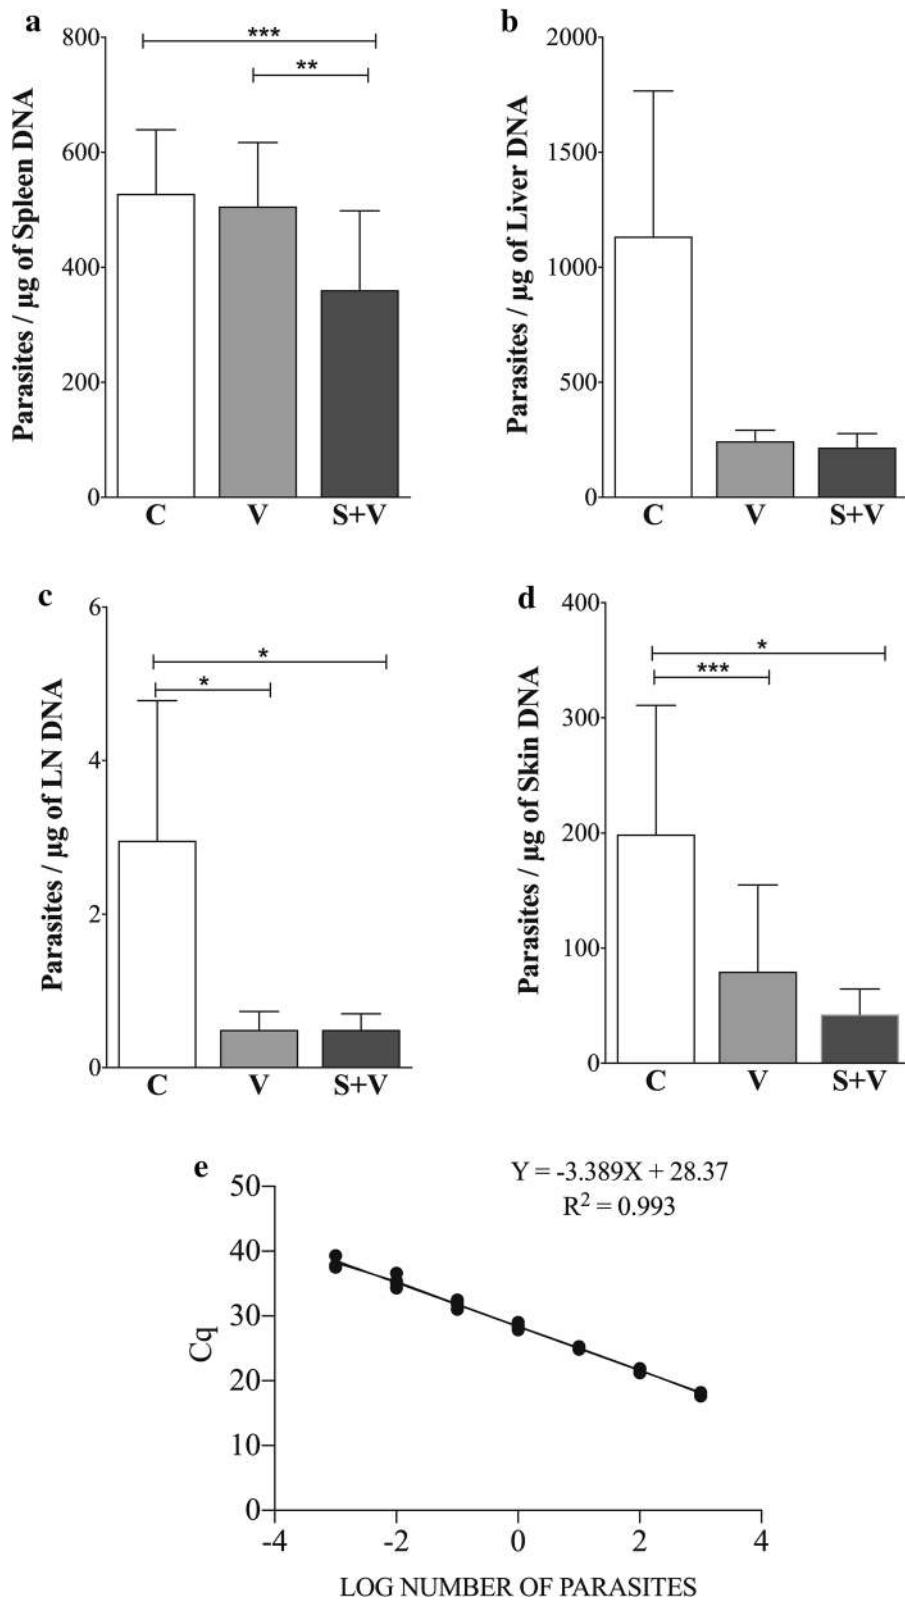 a
Parasites / µg of Spleen DNA
800
600
400
200
0
***
**
C V S+V
b
Parasites / µg of Liver DNA
2000
1500
1000
500
0
C V S+V
c
Parasites / µg of LN DNA
6
4
2
0
*
*
C V S+V
d
Parasites / µg of Skin DNA
400
300
200
100
0
*
***
C V S+V
e
Y = -3.389X + 28.37
R² = 0.993
Cq
50
40
30
20
10
0
-4 -2 0 2 4
LOG NUMBER OF PARASITES